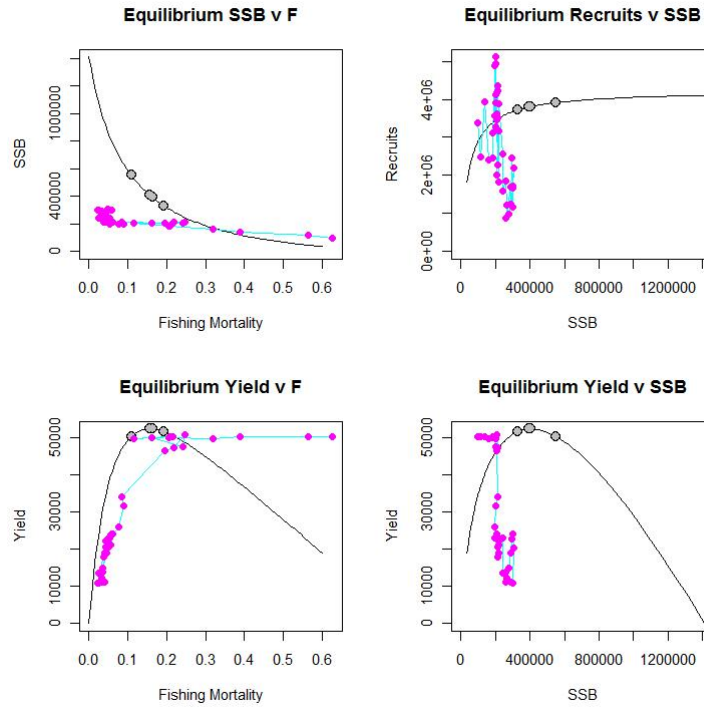 Equilibrium SSB v F
SSB
0
400000
1000000
0.0 0.1 0.2 0.3 0.4 0.5 0.6
Fishing Mortality
Equilibrium Recruits v SSB
Recruits
0e+00
2e+06
4e+06
0 400000 800000 1200000
SSB
Equilibrium Yield v F
Yield
0
10000
30000
50000
0.0 0.1 0.2 0.3 0.4 0.5 0.6
Fishing Mortality
Equilibrium Yield v SSB
Yield
0
10000
30000
50000
0 400000 800000 1200000
SSB